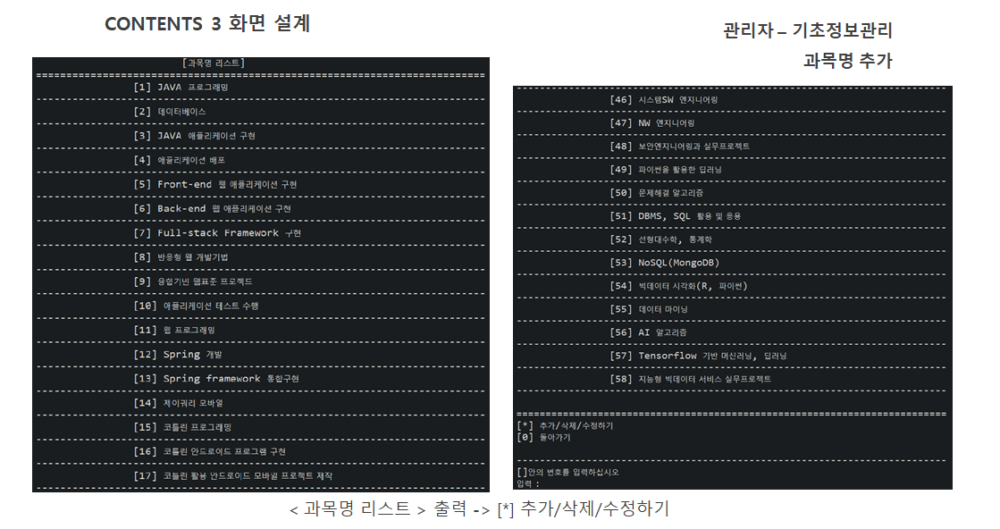 CONTENTS 3 화면 설계
관리자 – 기초정보관리
과목명 추가
[과목명 리스트]
[1] JAVA 프로그래밍
[2] 데이터베이스
[3] JAVA 애플리케이션 구현
[4] 애플리케이션 배포
[5] Front-end 웹 애플리케이션 구현
[6] Back-end 웹 애플리케이션 구현
[7] Full-stack Framework 구현
[8] 반응형 웹 개발기법
[9] 융합기반 웹표준 프로젝트
[10] 애플리케이션 테스트 수행
[11] 웹 프로그래밍
[12] Spring 개발
[13] Spring framework 통합구현
[14] 제이쿼리 모바일
[15] 코틀린 프로그래밍
[16] 코틀린 안드로이드 프로그램 구현
[17] 코틀린 활용 안드로이드 모바일 프로젝트 제작
[46] 시스템SW 엔지니어링
[47] NW 엔지니어링
[48] 보안엔지니어링과 실무프로젝트
[49] 파이썬을 활용한 딥러닝
[50] 문제해결 알고리즘
[51] DBMS, SQL 활용 및 응용
[52] 선형대수학, 통계학
[53] NoSQL(MongoDB)
[54] 빅데이터 시각화(R, 파이썬)
[55] 데이터 마이닝
[56] AI 알고리즘
[57] Tensorflow 기반 머신러닝, 딥러닝
[58] 지능형 빅데이터 서비스 실무프로젝트
[*] 추가/삭제/수정하기
[0] 돌아가기
[]안의 번호를 입력하십시오
입력 :
< 과목명 리스트 > 출력 -> [*] 추가/삭제/수정하기